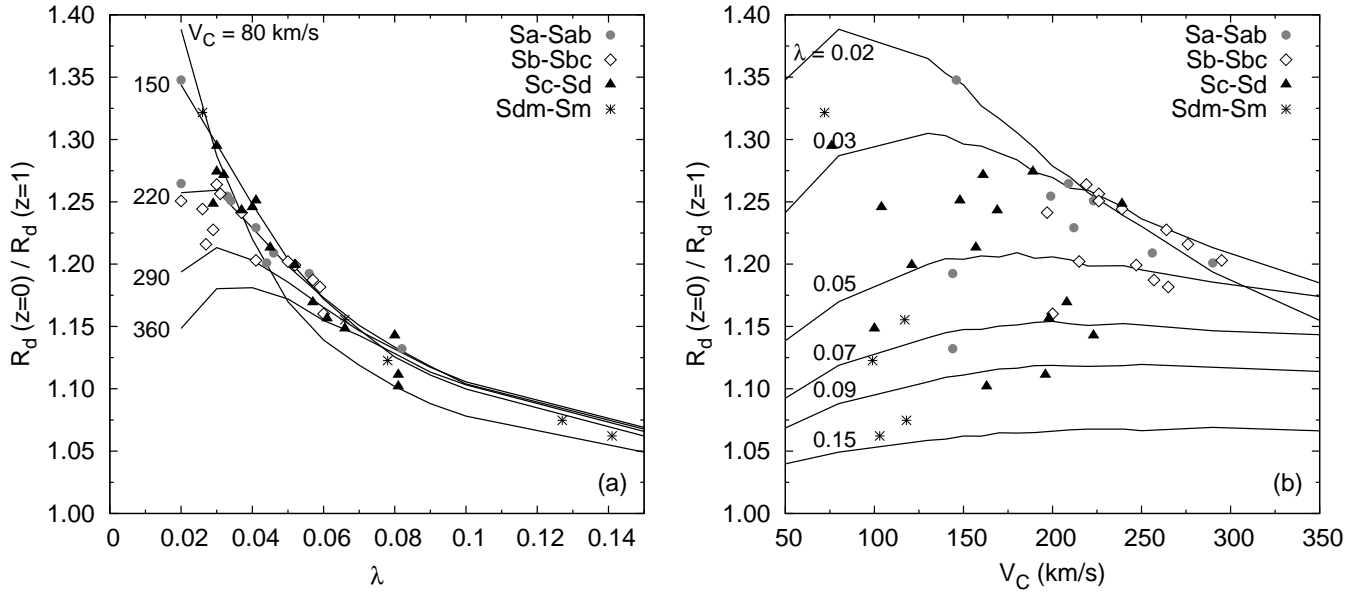 R_d (z=0) / R_d (z=1)
1.40
1.35
1.30
1.25
1.20
1.15
1.10
1.05
1.00
V_C = 80 km/s
150
220
290
360
Sa-Sab
Sb-Sbc
Sc-Sd
Sdm-Sm
(a)
0
0.02
0.04
0.06
0.08
0.1
0.12
0.14
λ
R_d (z=0) / R_d (z=1)
1.40
1.35
1.30
1.25
1.20
1.15
1.10
1.05
1.00
λ = 0.02
0.03
0.05
0.07
0.09
0.15
Sa-Sab
Sb-Sbc
Sc-Sd
Sdm-Sm
(b)
50
100
150
200
250
300
350
V_C (km/s)